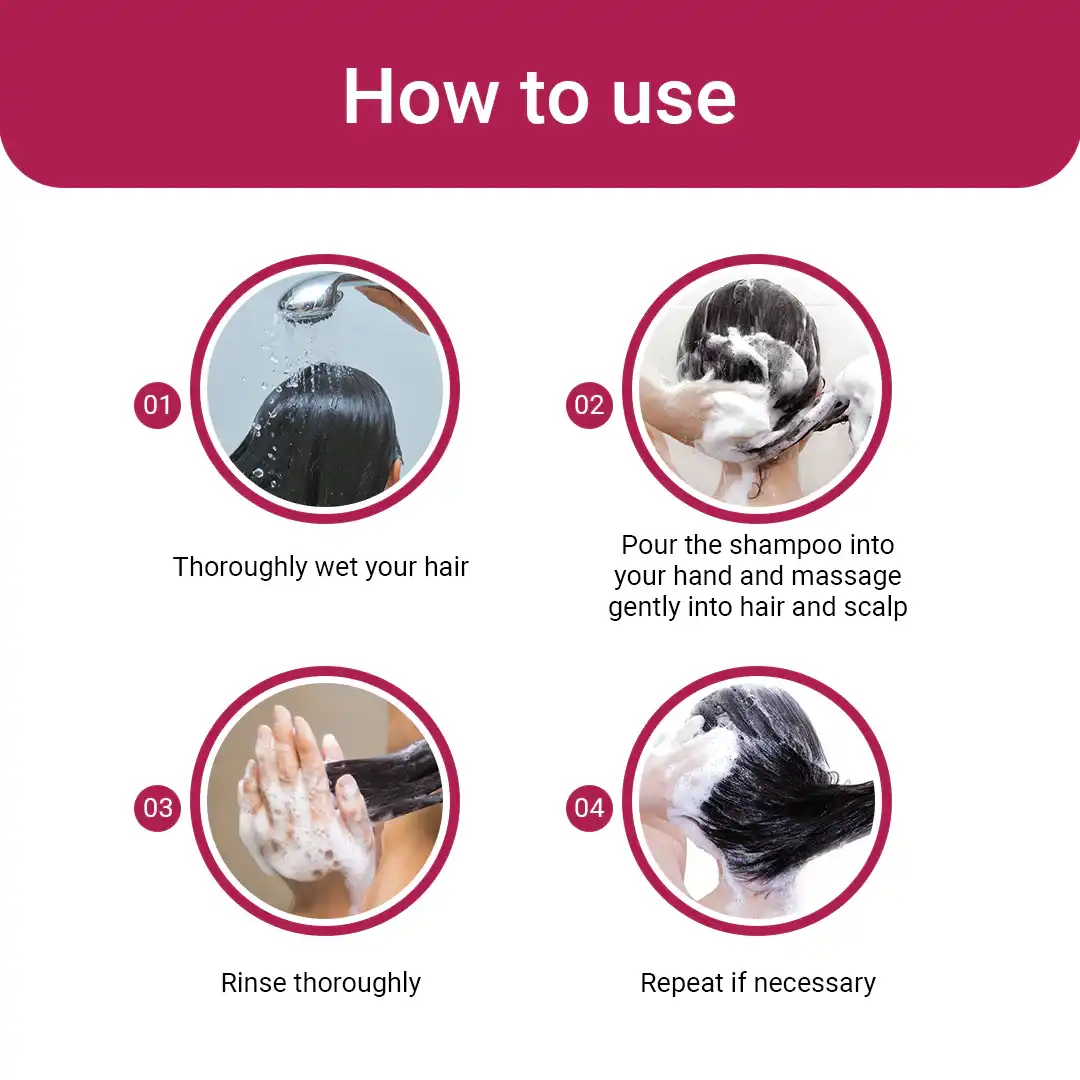 How to use
01
Thoroughly wet your hair
02
Pour the shampoo into
your hand and massage
gently into hair and scalp
03
Rinse thoroughly
04
Repeat if necessary